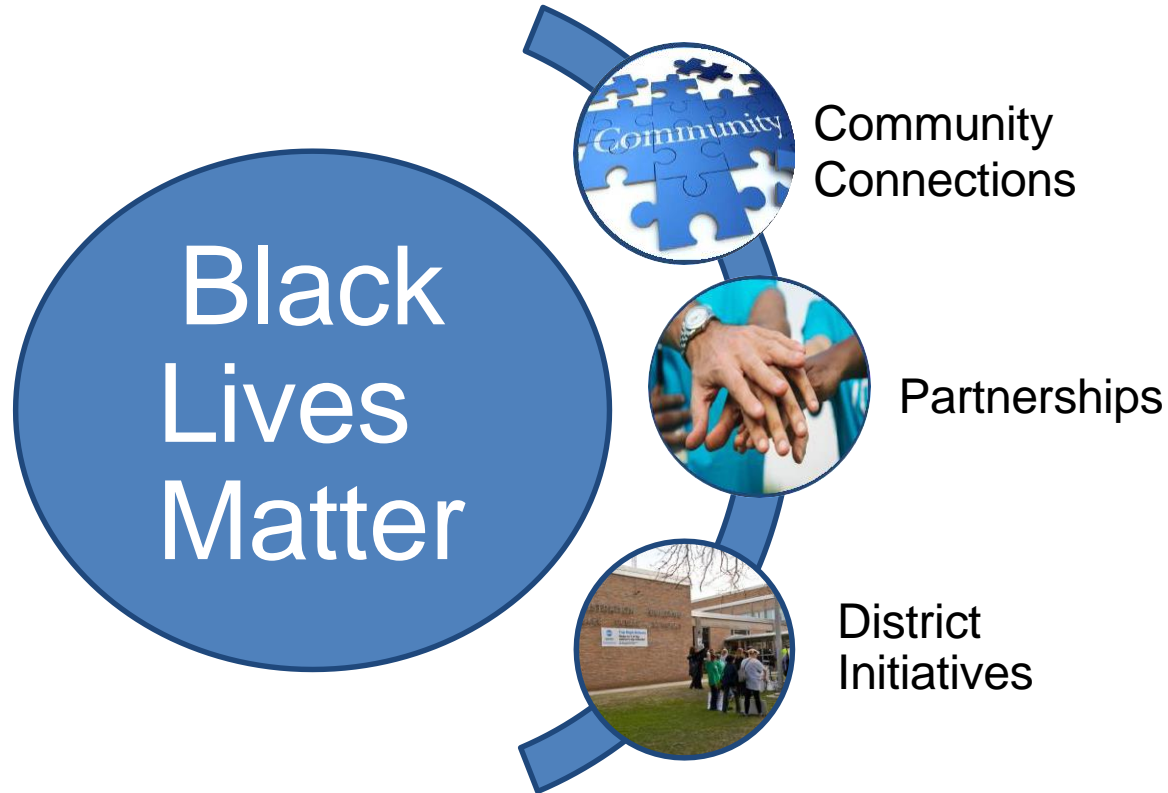 Black
Lives
Matter
Community
Community
Connections
Partnerships
District
Initiatives